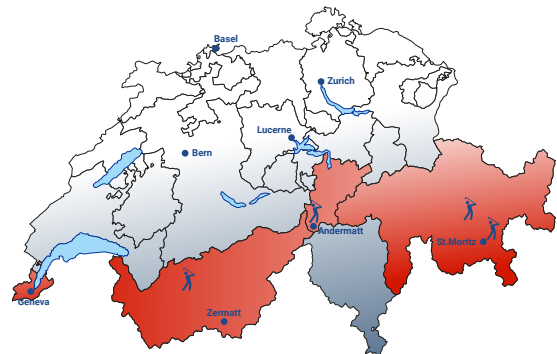 Basel
Zurich
Lucerne
Bern
Andermatt
St.Moritz
Geneva
Zermatt